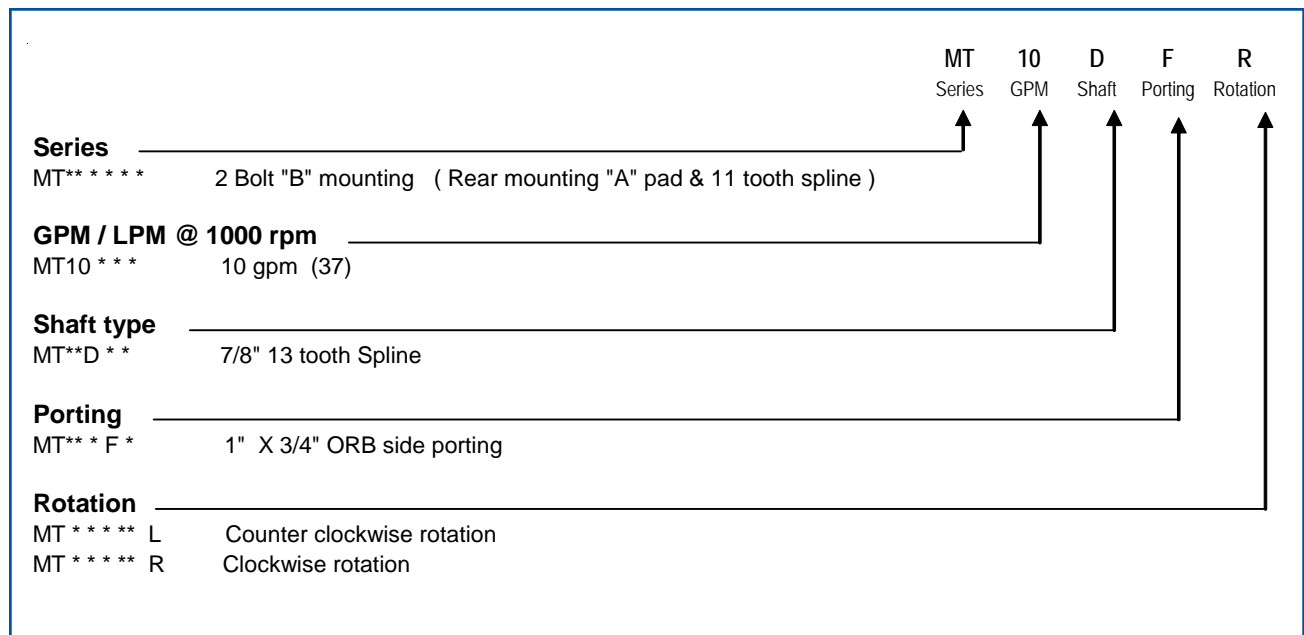 MT 10 D F R
Series GPM Shaft Porting Rotation
Series
MT** * * * * 2 Bolt "B" mounting ( Rear mounting "A" pad & 11 tooth spline )
GPM / LPM @ 1000 rpm
MT10 * * * 10 gpm (37)
Shaft type
MT**D * * 7/8" 13 tooth Spline
Porting
MT** * F * 1" X 3/4" ORB side porting
Rotation
MT * * * ** L Counter clockwise rotation
MT * * * ** R Clockwise rotation